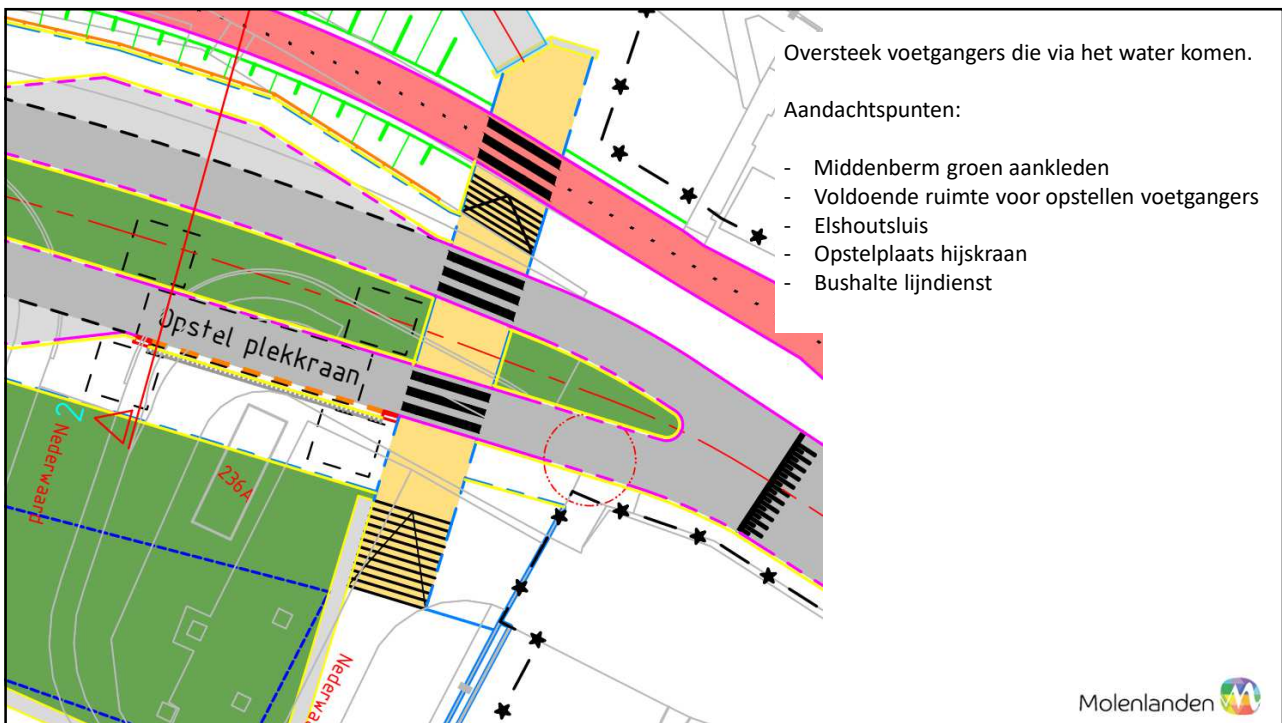 Oversteek voetgangers die via het water komen.
Aandachtspunten:
- Middenberm groen aankleden
- Voldoende ruimte voor opstellen voetgangers
- Elshoutsluis
- Opstelplaats hijskraan
- Bushalte lijndienst
Opstel plekkraan
2
Nederwaard
236A
Nederwaa
Molenlanden